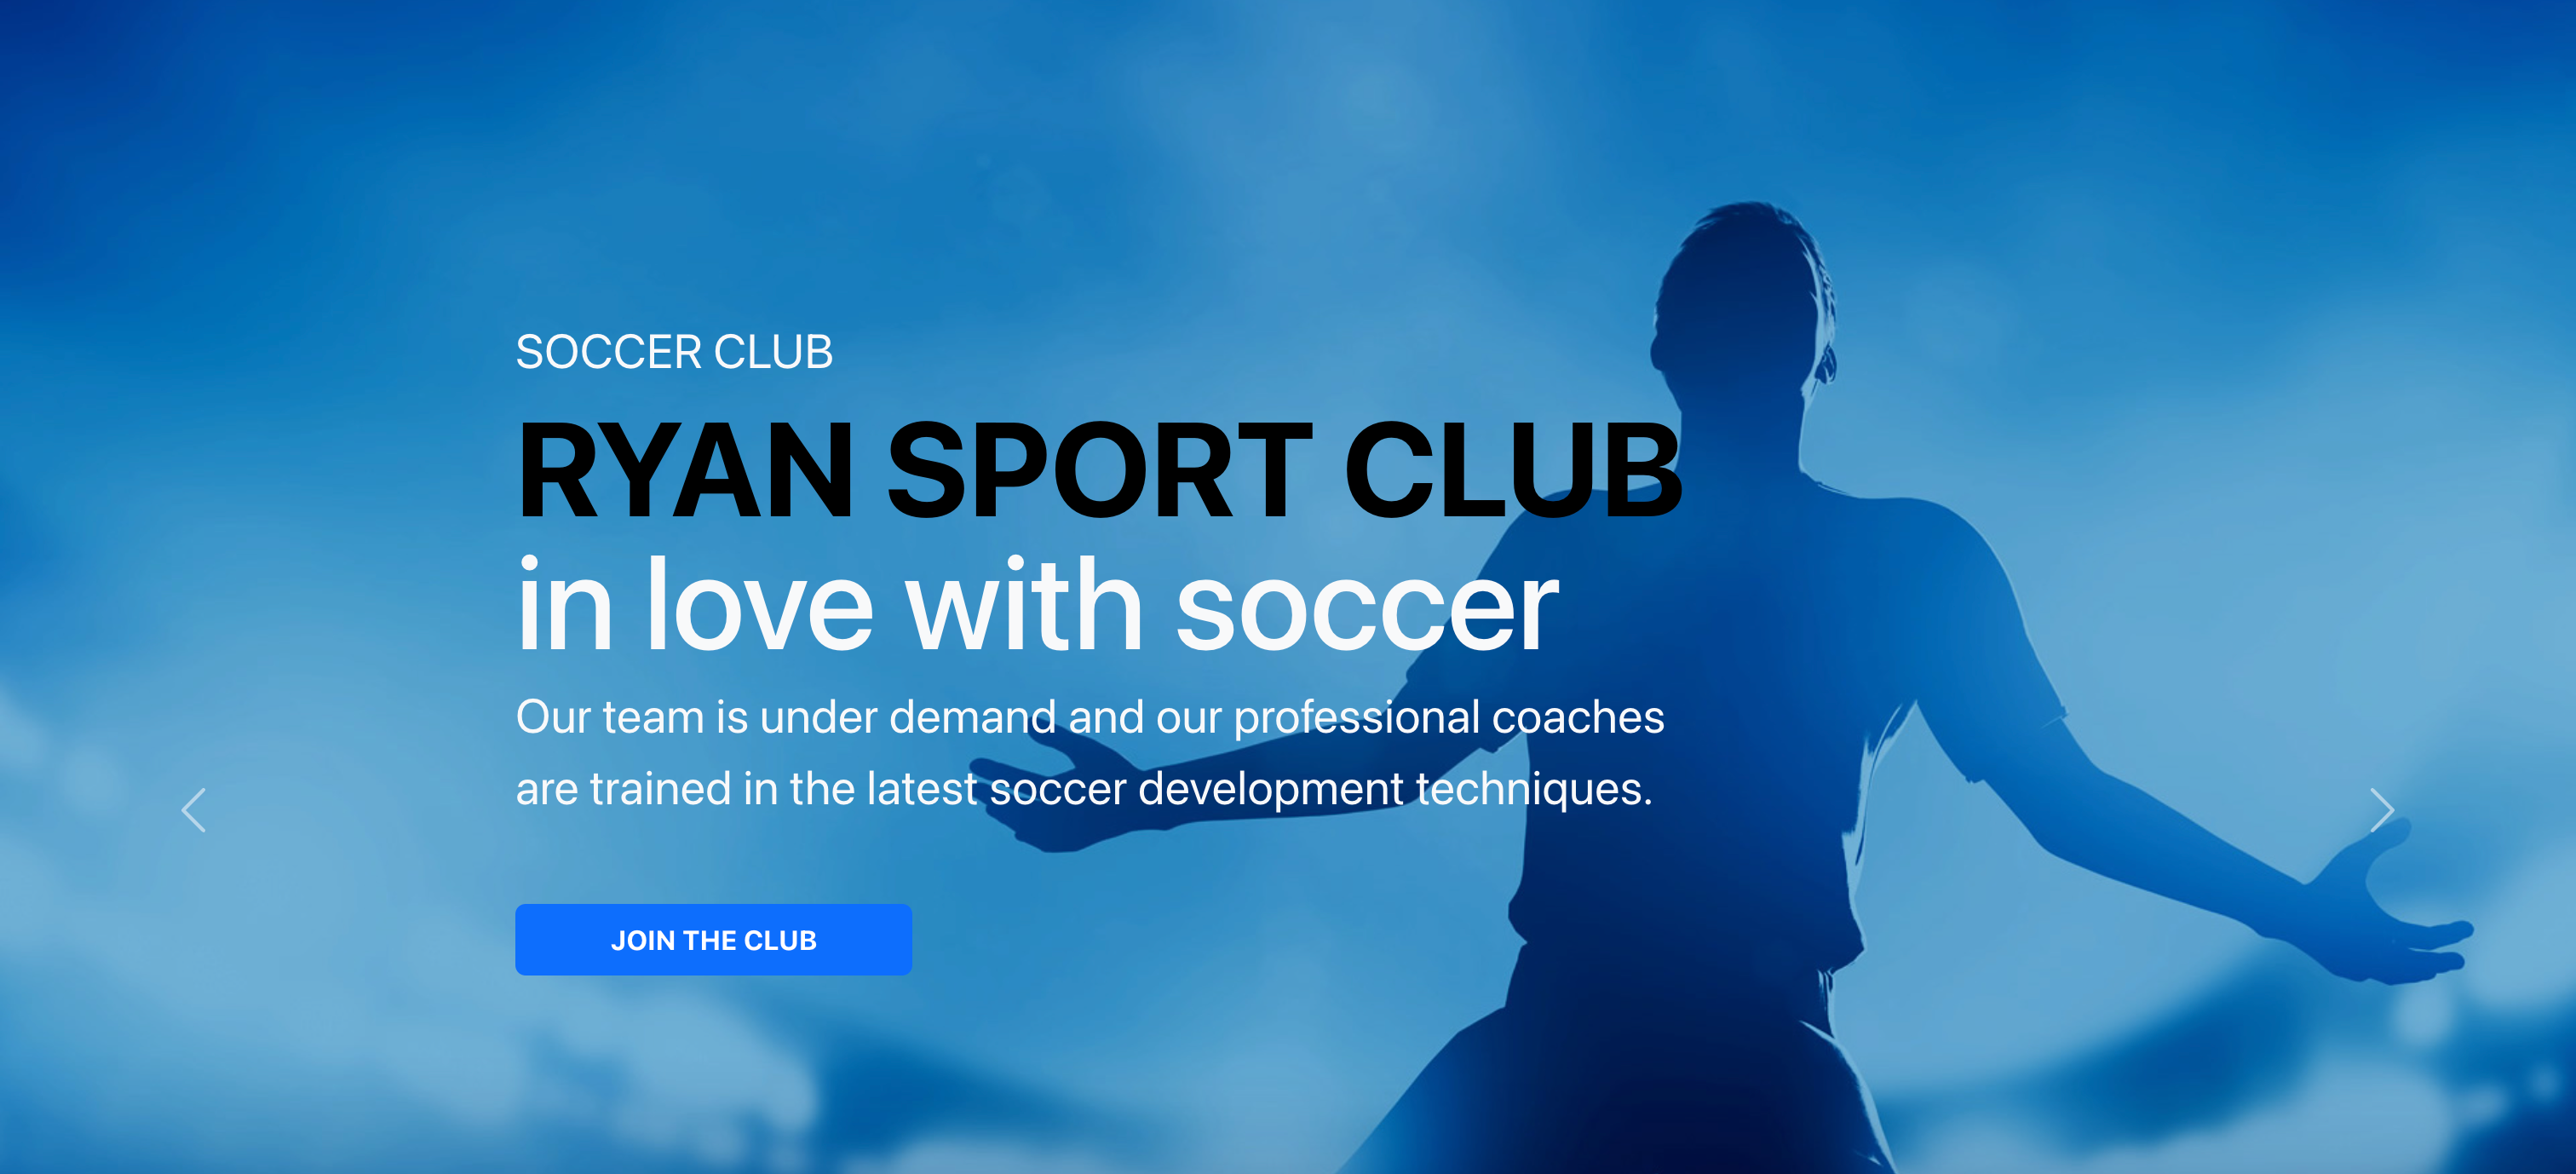 SOCCER CLUB
RYAN SPORT CLUB
in love with soccer
Our team is under demand and our professional coaches
are trained in the latest soccer development techniques.
JOIN THE CLUB